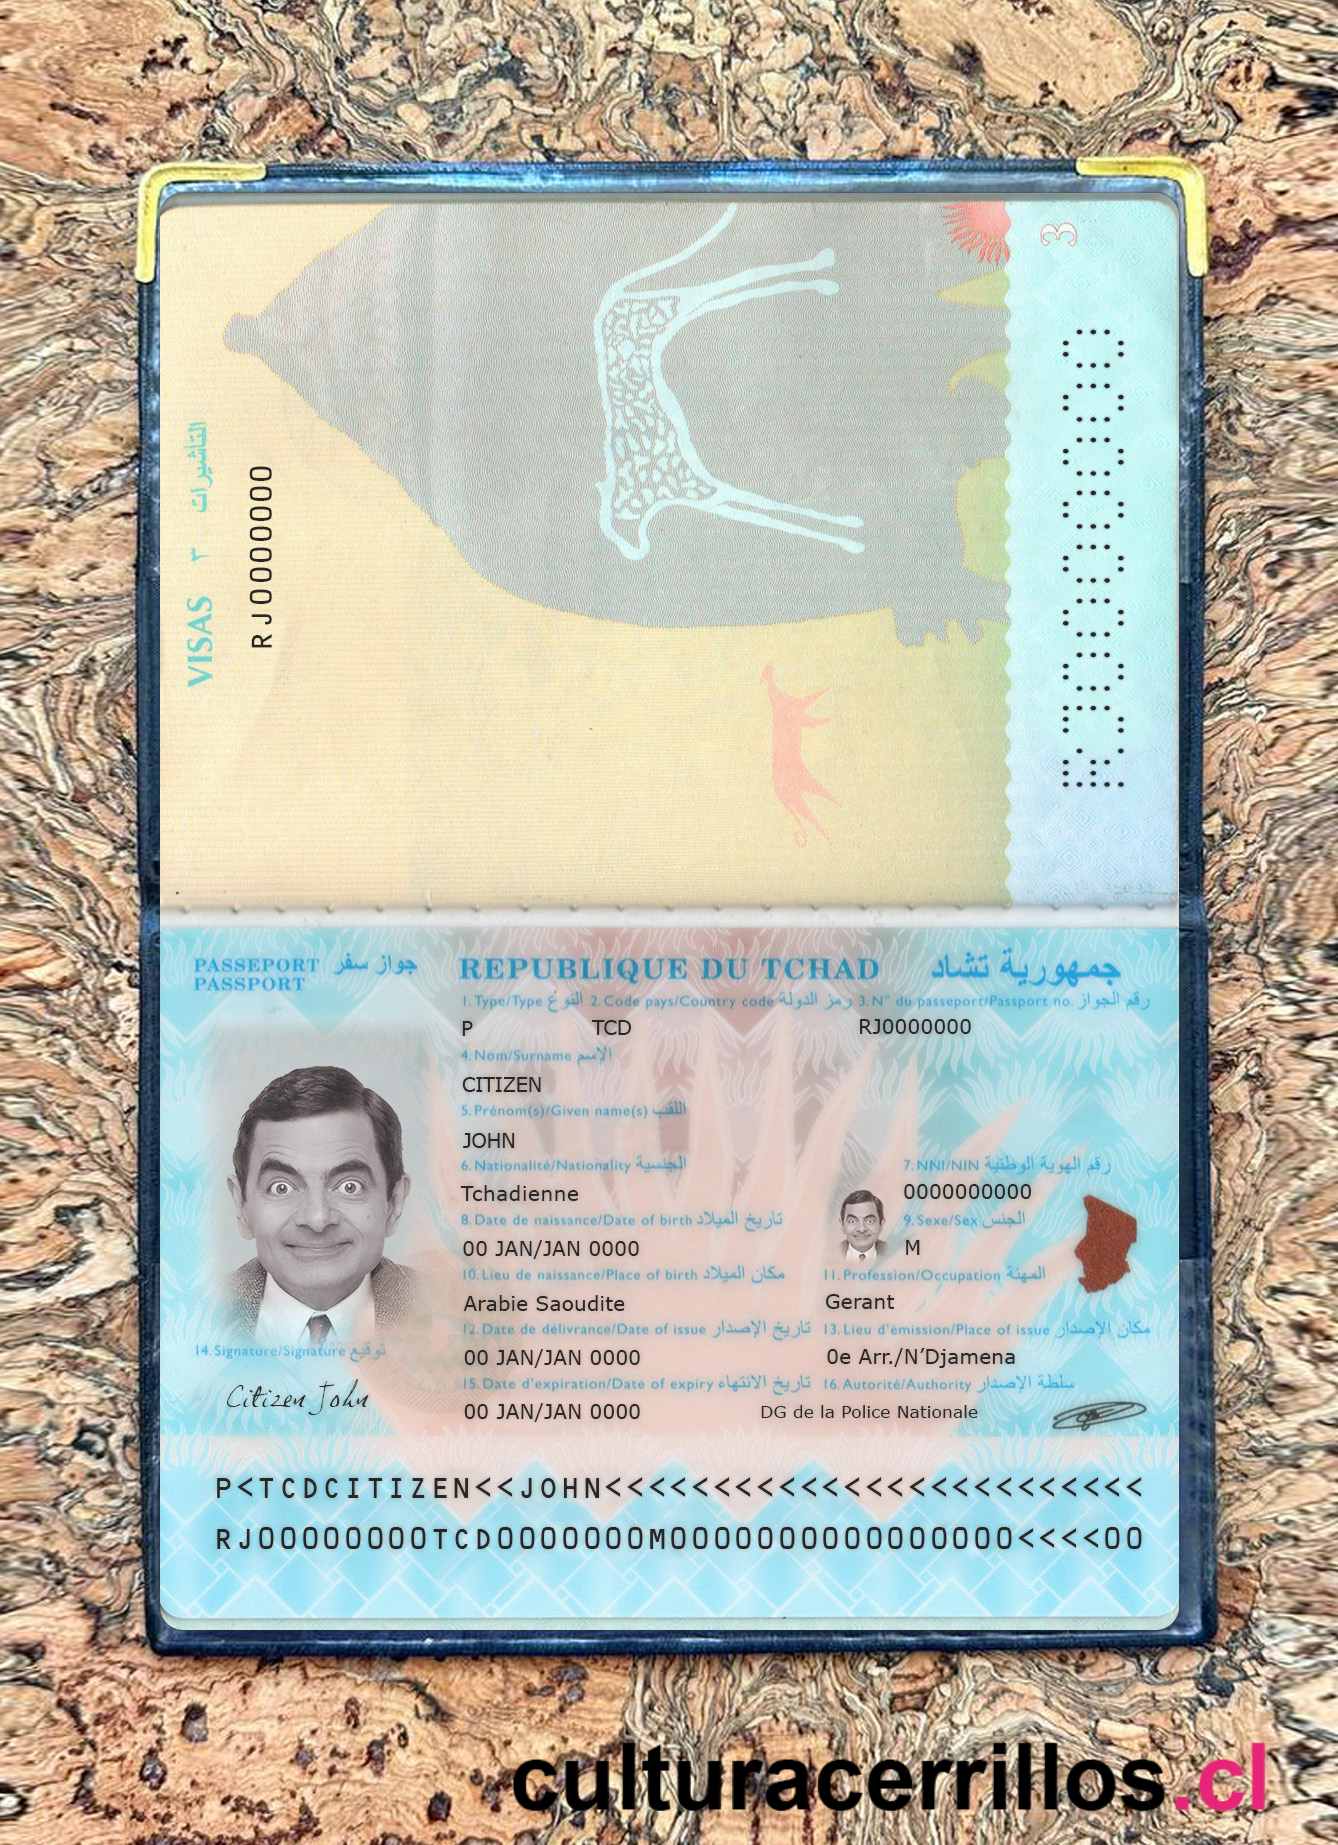 3
VISAS ٣ التأشيرات
RJ0000000
RJ0000000
PASSEPORT جواز سفر REPUBLIQUE DU TCHAD جمهورية تشاد
PASSPORT
1. Type/Type النوع 2. Code pays/Country code رمز الدولة 3. N° du passeport/Passport no. رقم الجواز
P TCD RJ0000000
4. Nom/Surname الإسم
CITIZEN
5. Prénom(s)/Given name(s) اللقب
JOHN
6. Nationalité/Nationality الجنسية 7. NNI/NIN رقم الهوية الوطنية
Tchadienne 0000000000
8. Date de naissance/Date of birth تاريخ الميلاد 9. Sexe/Sex الجنس
00 JAN/JAN 0000 M
10. Lieu de naissance/Place of birth مكان الميلاد 11. Profession/Occupation المهنة
Arabie Saoudite Gerant
12. Date de délivrance/Date of issue تاريخ الإصدار 13. Lieu d'émission/Place of issue مكان الإصدار
14. Signature/Signature توقيع
00 JAN/JAN 0000 0e Arr./N'Djamena
15. Date d'expiration/Date of expiry تاريخ الانتهاء 16. Autorité/Authority سلطة الإصدار
Citizen John
00 JAN/JAN 0000 DG de la Police Nationale
P<TCDCITIZEN<<JOHN<<<<<<<<<<<<<<<<<<<<<<<<<
RJ00000000TCD0000000M0000000000000000<<<<00
culturacerrillos.cl